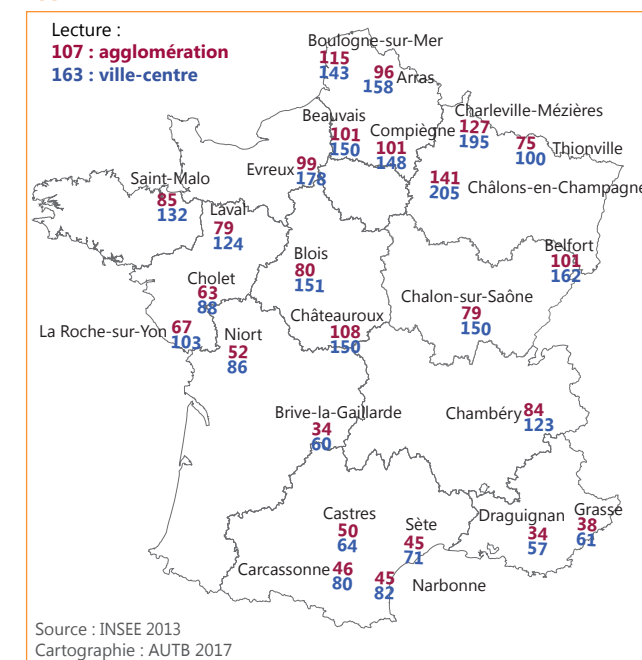 Lecture :
107 : agglomération
163 : ville-centre
Boulogne-sur-Mer
115
143
96
158
Arras
Beauvais
101
150
Compiègne
101
148
Charleville-Mézières
127
195
75
100
Thionville
Evreux
99
178
141
205
Châlons-en-Champagne
Saint-Malo
85
132
Laval
79
124
Blois
80
151
Belfort
101
162
Cholet
63
88
Chalon-sur-Saône
79
150
La Roche-sur-Yon
67
103
Niort
52
86
Châteauroux
108
150
Brive-la-Gaillarde
34
60
Chambéry
84
123
Castres
50
64
Sète
45
71
Draguignan
34
57
Grasse
38
61
Carcassonne
46
80
45
82
Narbonne
Source : INSEE 2013
Cartographie : AUTB 2017